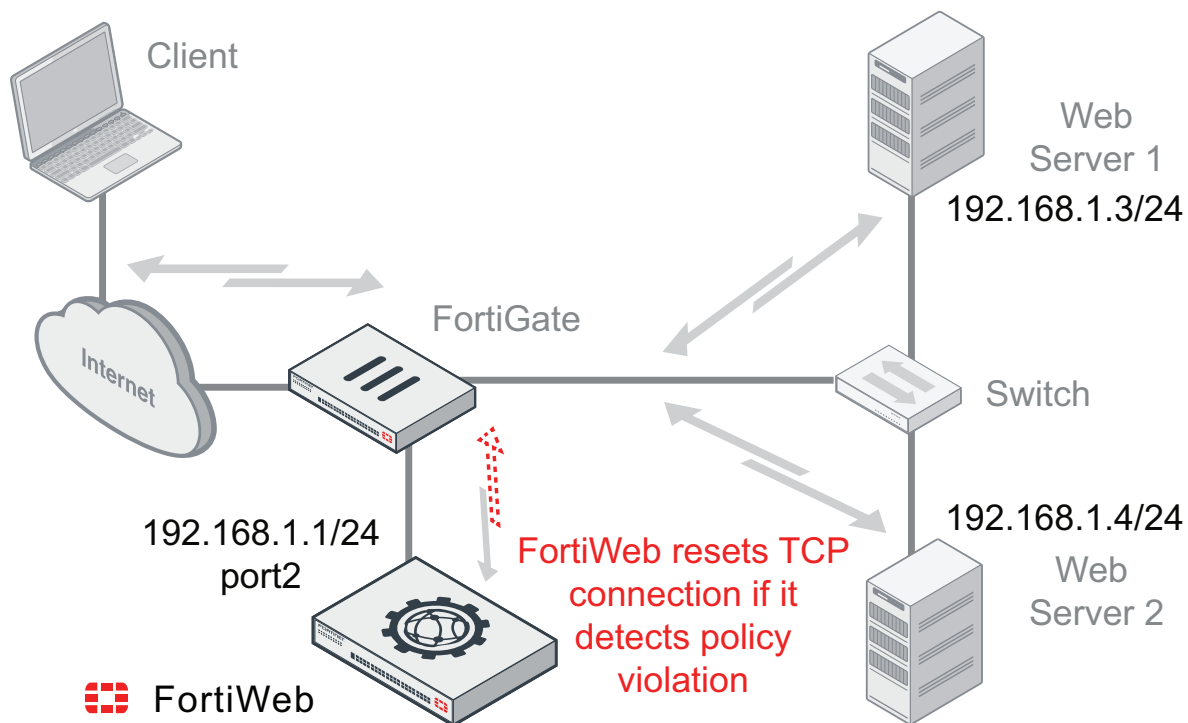 Client
Web
Server 1
192.168.1.3/24
FortiGate
Internet
Switch
192.168.1.1/24
port2
FortiWeb resets TCP
connection if it
detects policy
violation
192.168.1.4/24
Web
Server 2
FortiWeb